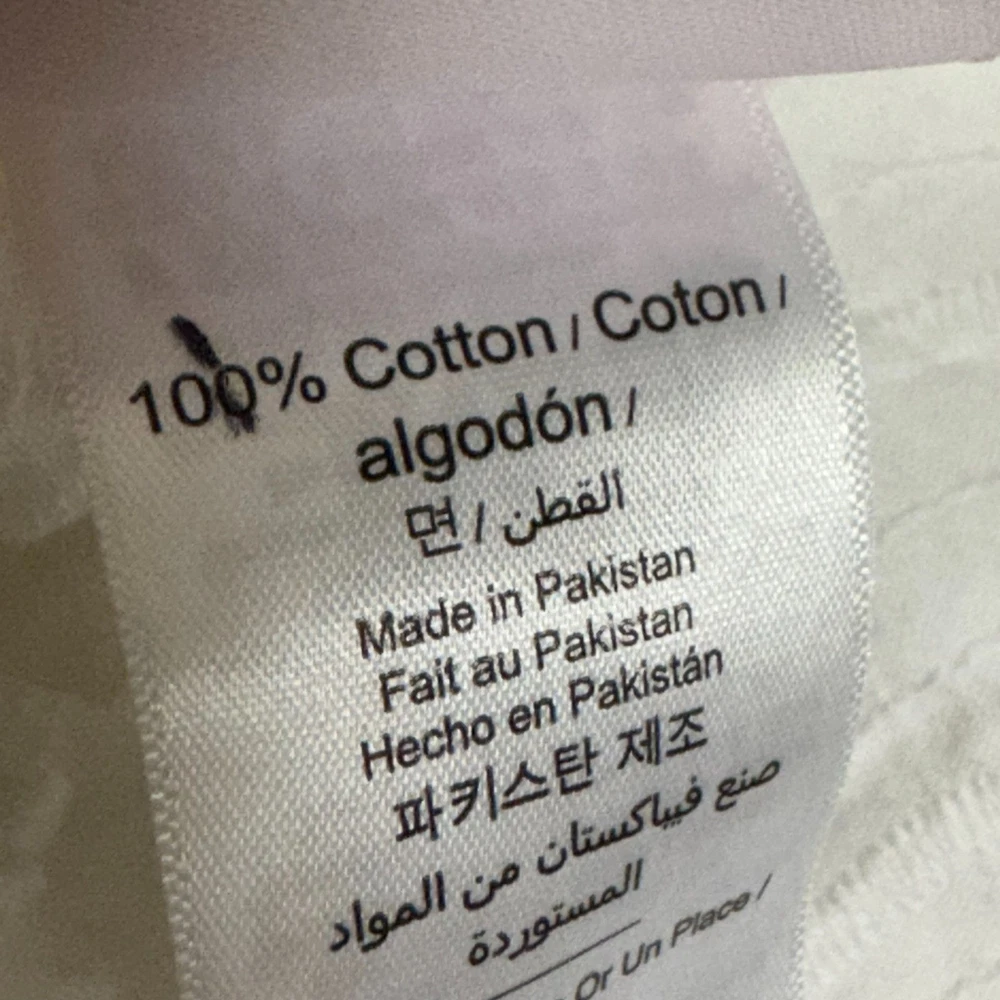 100% Cotton / Coton /
algodón /
면 / القطن
Made in Pakistan
Fait au Pakistan
Hecho en Pakistán
파키스탄 제조
صنع فيباكستان من المواد
المستوردة
Or Un Place /